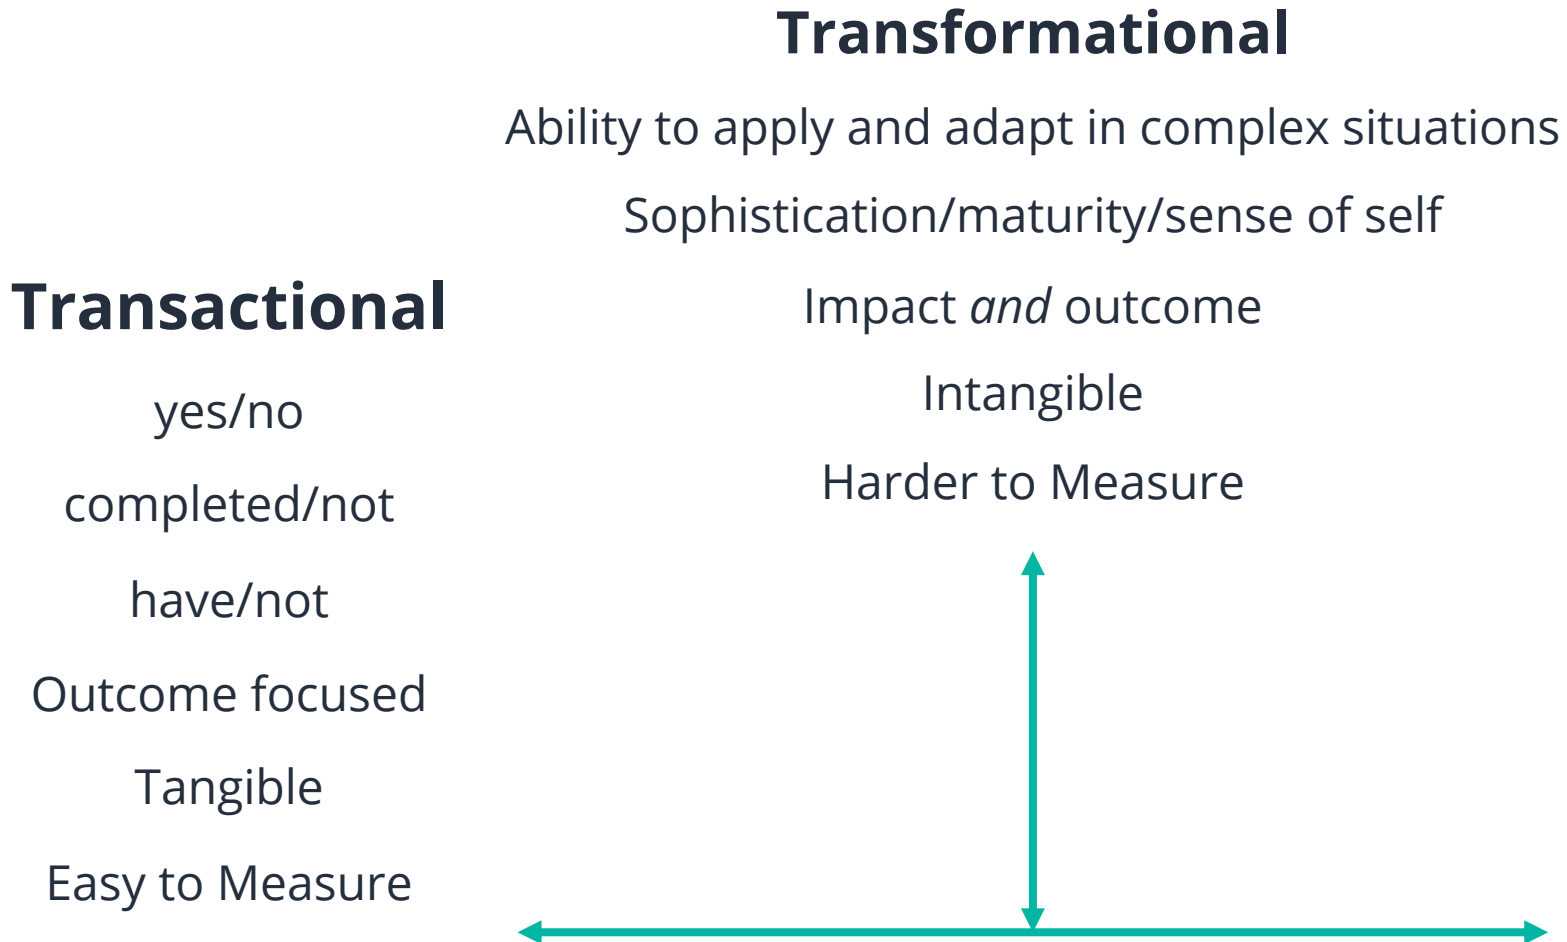 Transformational
Ability to apply and adapt in complex situations
Sophistication/maturity/sense of self
Impact and outcome
Intangible
Harder to Measure
Transactional
yes/no
completed/not
have/not
Outcome focused
Tangible
Easy to Measure